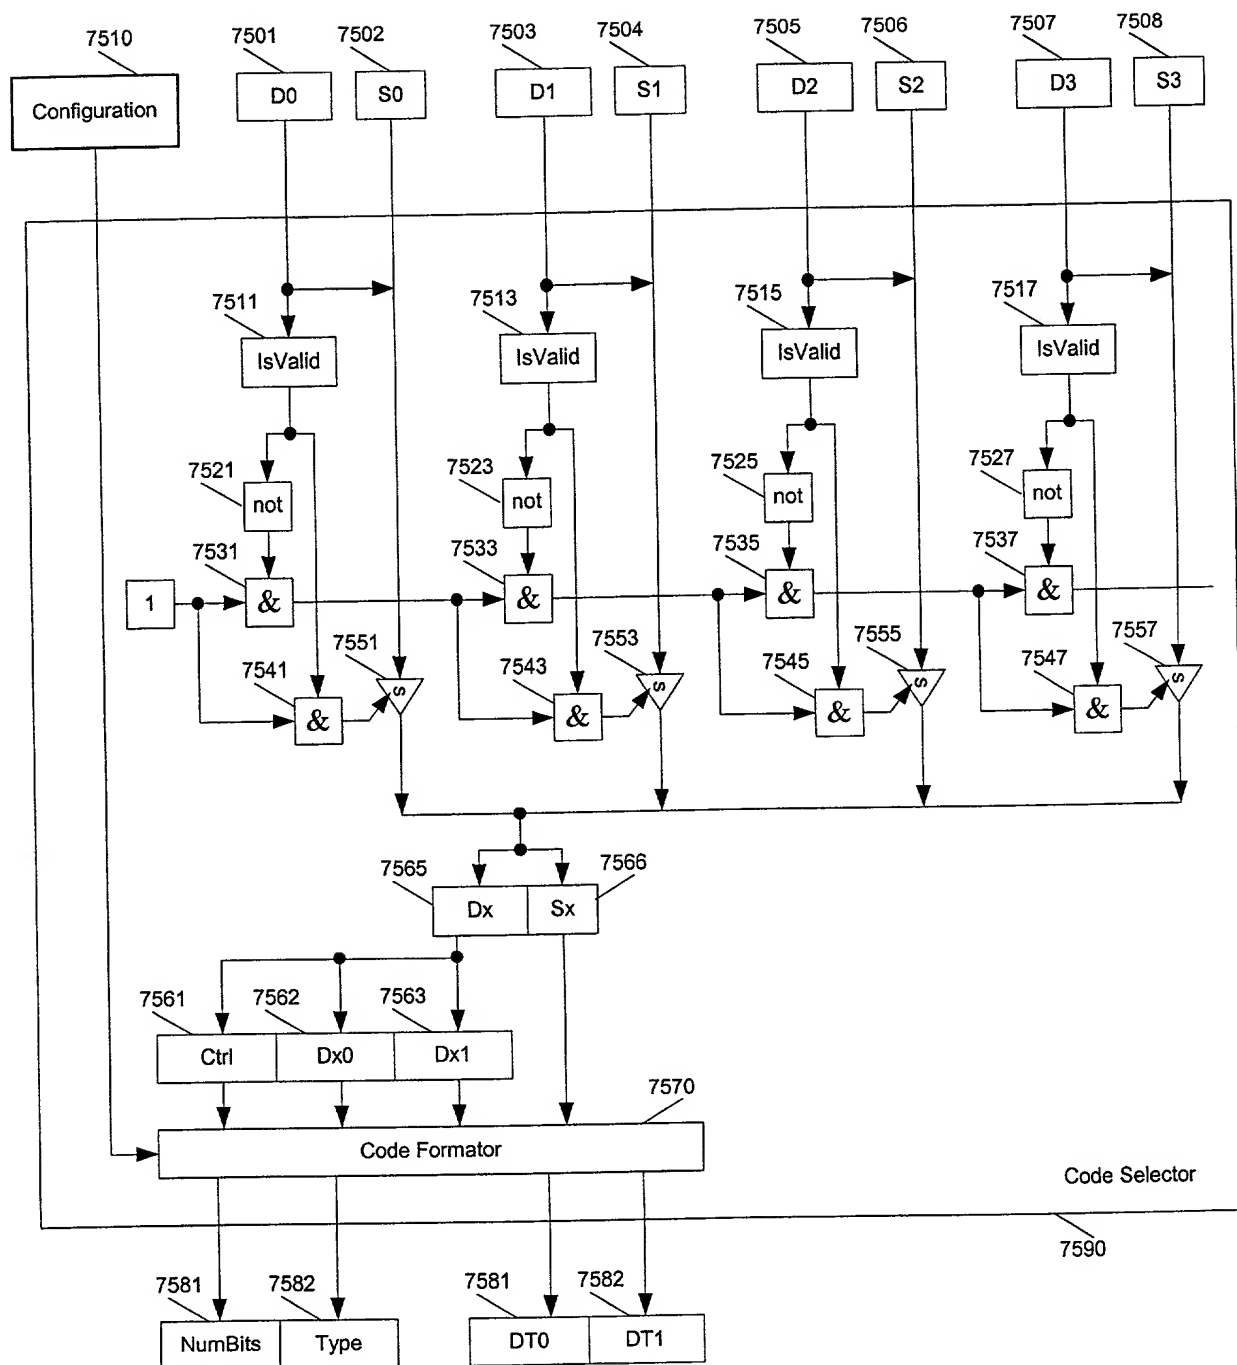 7510 7501 7502 7503 7504 7505 7506 7507 7508
Configuration D0 S0 D1 S1 D2 S2 D3 S3
7511 7513 7515 7517
IsValid IsValid IsValid IsValid
7521 7523 7525 7527
not not not not
7531 7533 7535 7537
1 & & & &
7541 7551 7543 7553 7545 7555 7547 7557
& s & s & s & s
7565 7566
Dx Sx
7561 7562 7563
Ctrl Dx0 Dx1
7570
Code Formator
Code Selector
7590
7581 7582 7581 7582
NumBits Type DT0 DT1